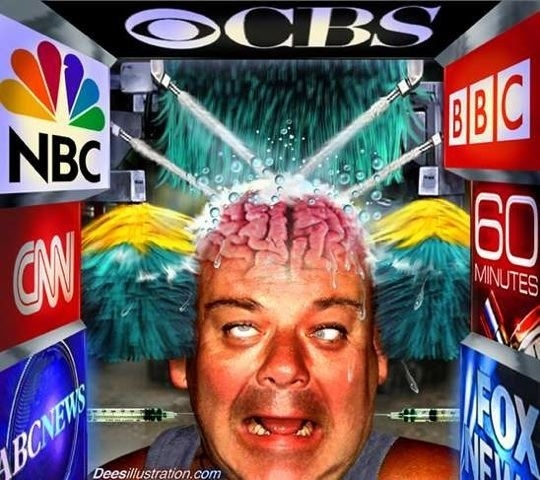 CBS
NBC
BBC
CNN
60
MINUTES
ABCNEWS
FOX
NEWS
Deesillustration.com